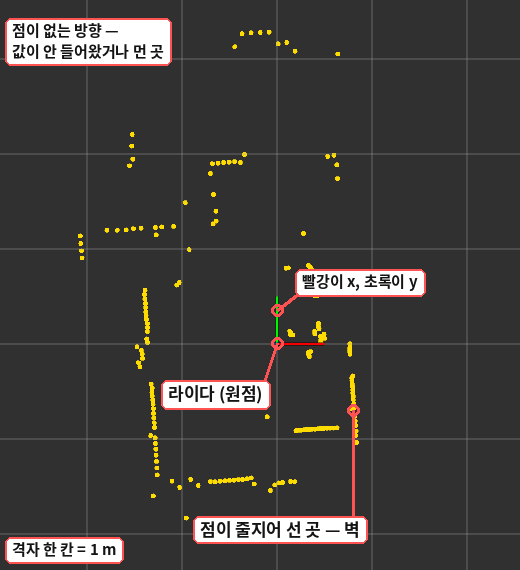 점이 없는 방향 —
값이 안 들어왔거나 먼 곳
빨강이 x, 초록이 y
라이다 (원점)
점이 줄지어 선 곳 — 벽
격자 한 칸 = 1 m